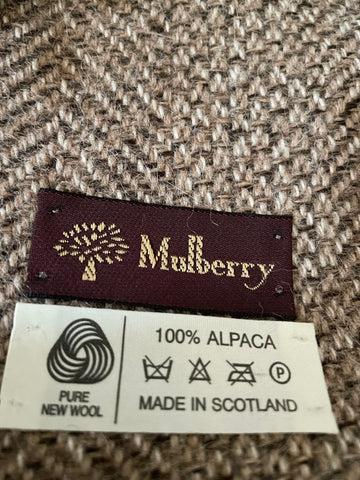 Mulberry
PURE
NEW WOOL
100% ALPACA
P
MADE IN SCOTLAND